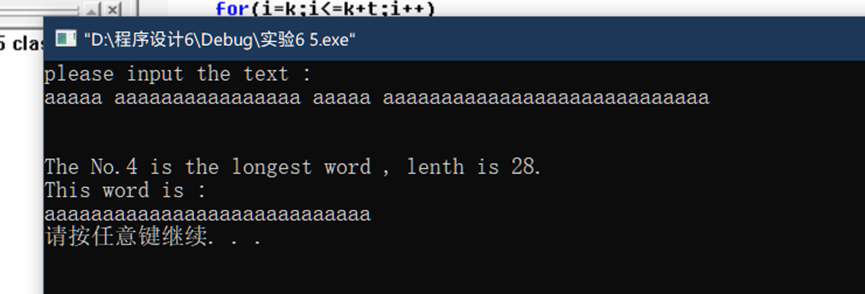 for(i=k;i<=k+t;i++)
5 clas
"D:\程序设计6\Debug\实验6 5.exe"
please input the text :
aaaaa aaaaaaaaaaaaaaaa aaaaa aaaaaaaaaaaaaaaaaaaaaaaaaaaa
The No.4 is the longest word , lenth is 28.
This word is :
aaaaaaaaaaaaaaaaaaaaaaaaaaaa
请按任意键继续. . .